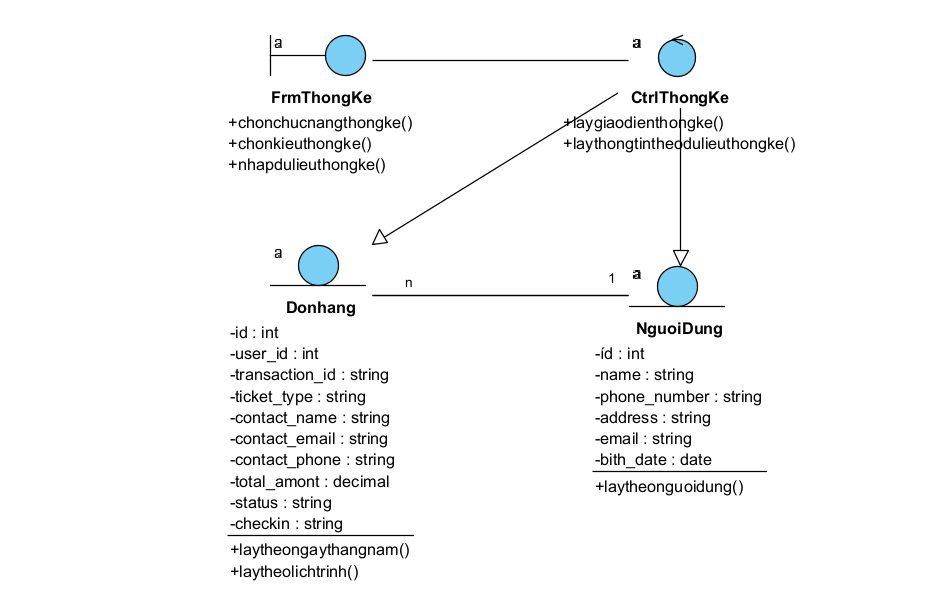 a
FrmThongKe
+chonchucnangthongke()
+chonkieuthongke()
+nhapdulieuthongke()
a
CtrlThongKe
+laygiaodienthongke()
+laythongtintheodulieuthongke()
a
Donhang
-id : int
-user_id : int
-transaction_id : string
-ticket_type : string
-contact_name : string
-contact_email : string
-contact_phone : string
-total_amont : decimal
-status : string
-checkin : string
+laytheongaythangnam()
+laytheolichtrinh()
n
1
a
NguoiDung
-íd : int
-name : string
-phone_number : string
-address : string
-email : string
-bith_date : date
+laytheonguoidung()